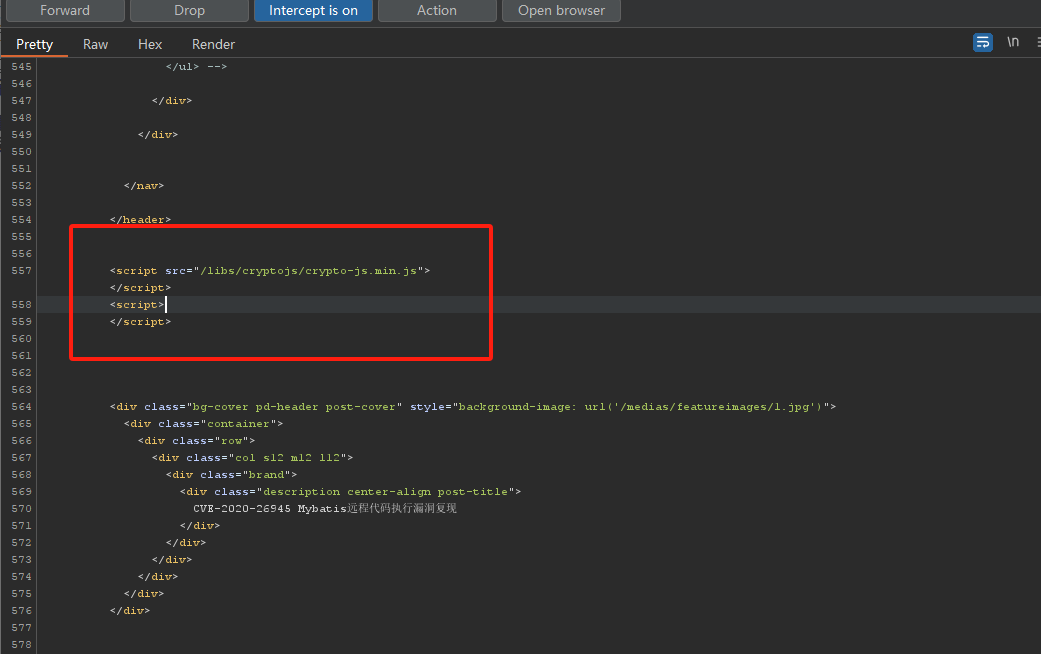 Forward Drop Intercept is on Action Open browser
Pretty Raw Hex Render \n
545 </ul> -->
546
547 </div>
548
549 </div>
550
551
552 </nav>
553
554 </header>
555
556
557 <script src="/libs/cryptojs/crypto-js.min.js">
</script>
558 <script>
559 </script>
560
561
562
563
564 <div class="bg-cover pd-header post-cover" style="background-image: url('/medias/featureimages/1.jpg')">
565 <div class="container">
566 <div class="row">
567 <div class="col s12 m12 l12">
568 <div class="brand">
569 <div class="description center-align post-title">
570 CVE-2020-26945 Mybatis远程代码执行漏洞复现
571 </div>
572 </div>
573 </div>
574 </div>
575 </div>
576 </div>
577
578